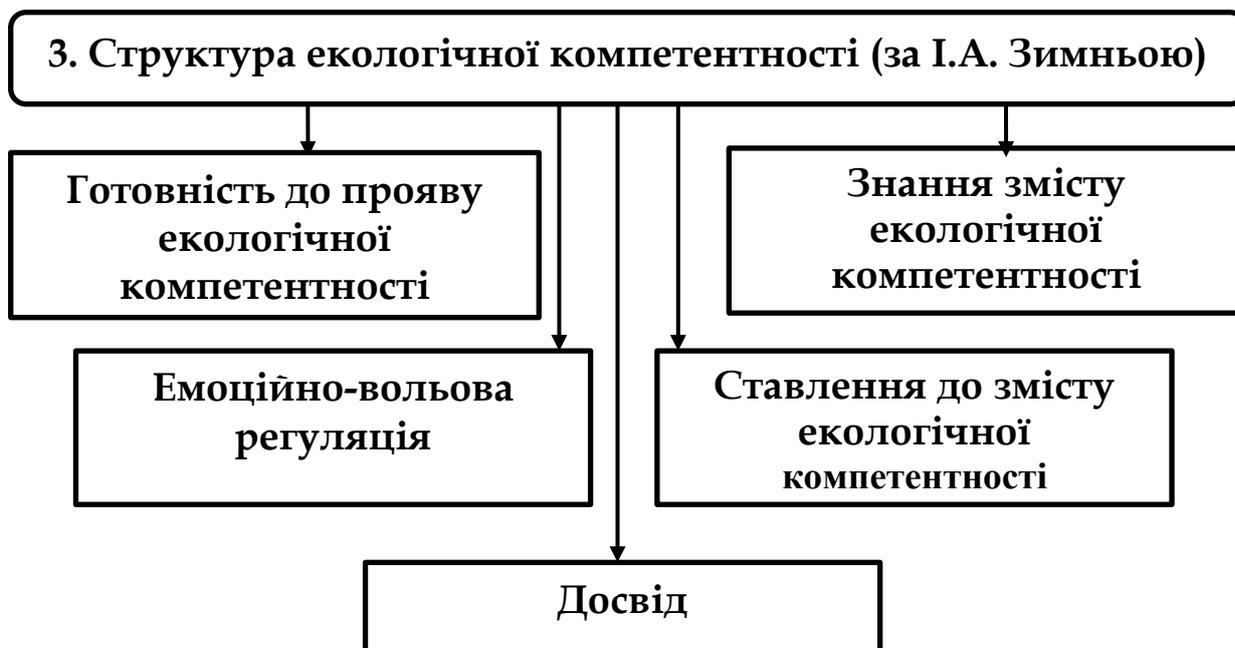 3. Структура екологічної компетентності (за І.А. Зимньою)
Готовність до прояву
екологічної
компетентності
Знання змісту
екологічної
компетентності
Емоційно-вольова
регуляція
Ставлення до змісту
екологічної
компетентності
Досвід